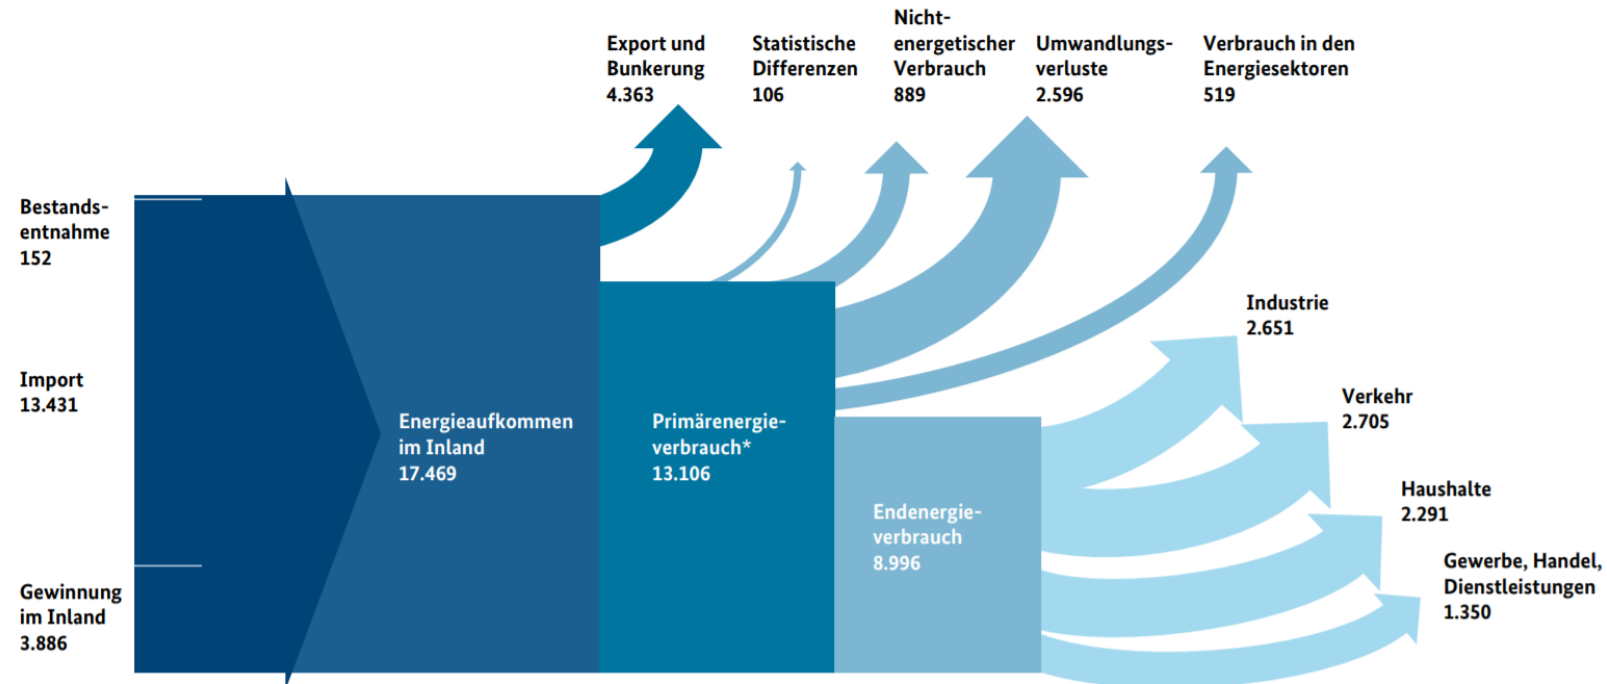 Export und
Bunkerung
4.363
Statistische
Differenzen
106
Nicht-
energetischer
Verbrauch
889
Umwandlungs-
verluste
2.596
Verbrauch in den
Energiesektoren
519
Bestands-
entnahme
152
Import
13.431
Gewinnung
im Inland
3.886
Energieaufkommen
im Inland
17.469
Primärenergie-
verbrauch*
13.106
Endenergie-
verbrauch
8.996
Industrie
2.651
Verkehr
2.705
Haushalte
2.291
Gewerbe, Handel,
Dienstleistungen
1.350